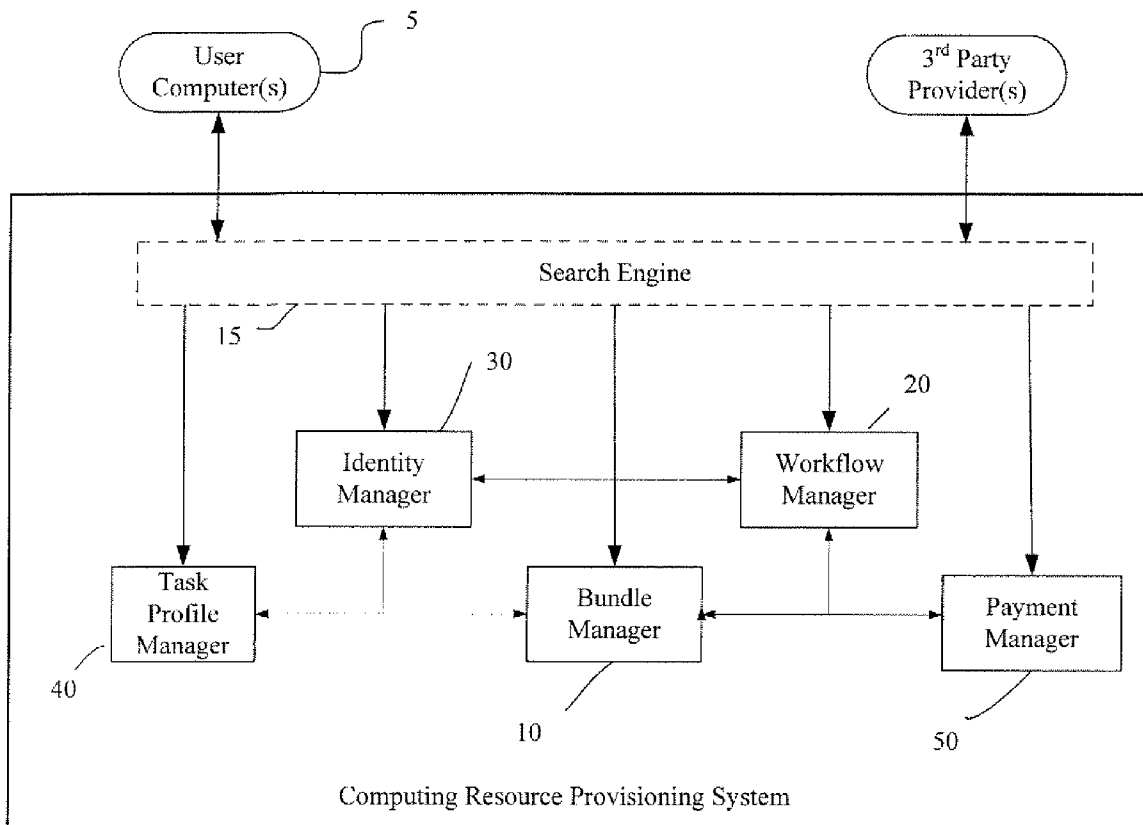 5
User
Computer(s)
3rd Party
Provider(s)
Search Engine
15
30
20
Identity
Manager
Workflow
Manager
Task
Profile
Manager
Bundle
Manager
Payment
Manager
40
10
50
Computing Resource Provisioning System